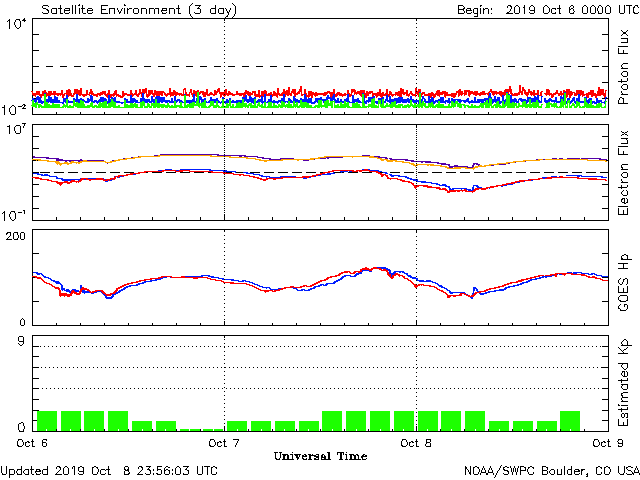 Satellite Environment (3 day) Begin: 2019 Oct 6 0000 UTC
10^4
10^-2
Proton Flux
10^7
10^-1
Electron Flux
200
0
GOES Hp
9
0
Estimated Kp
Oct 6 Oct 7 Oct 8 Oct 9
Universal Time
Updated 2019 Oct 8 23:56:03 UTC NOAA/SWPC Boulder, CO USA